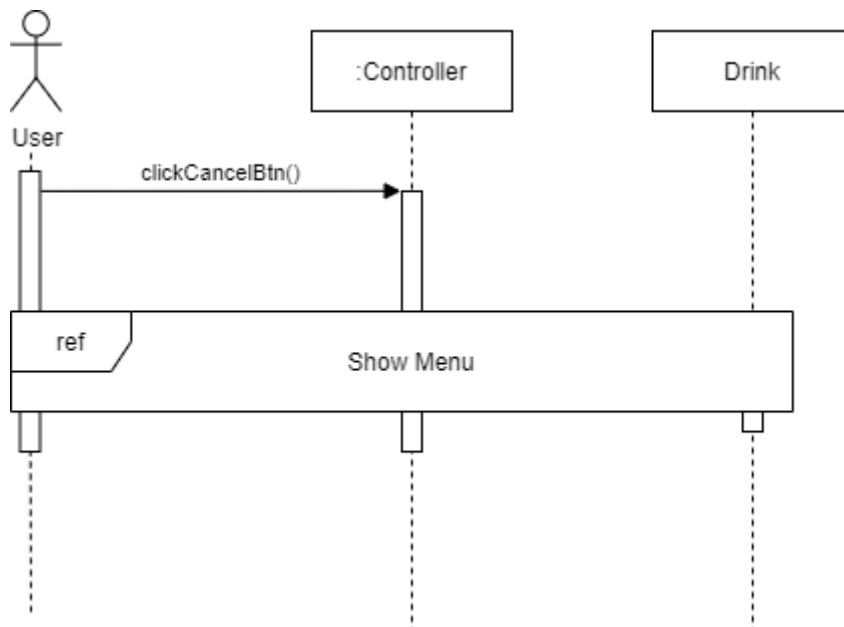 :Controller
Drink
User
clickCancelBtn()
ref
Show Menu